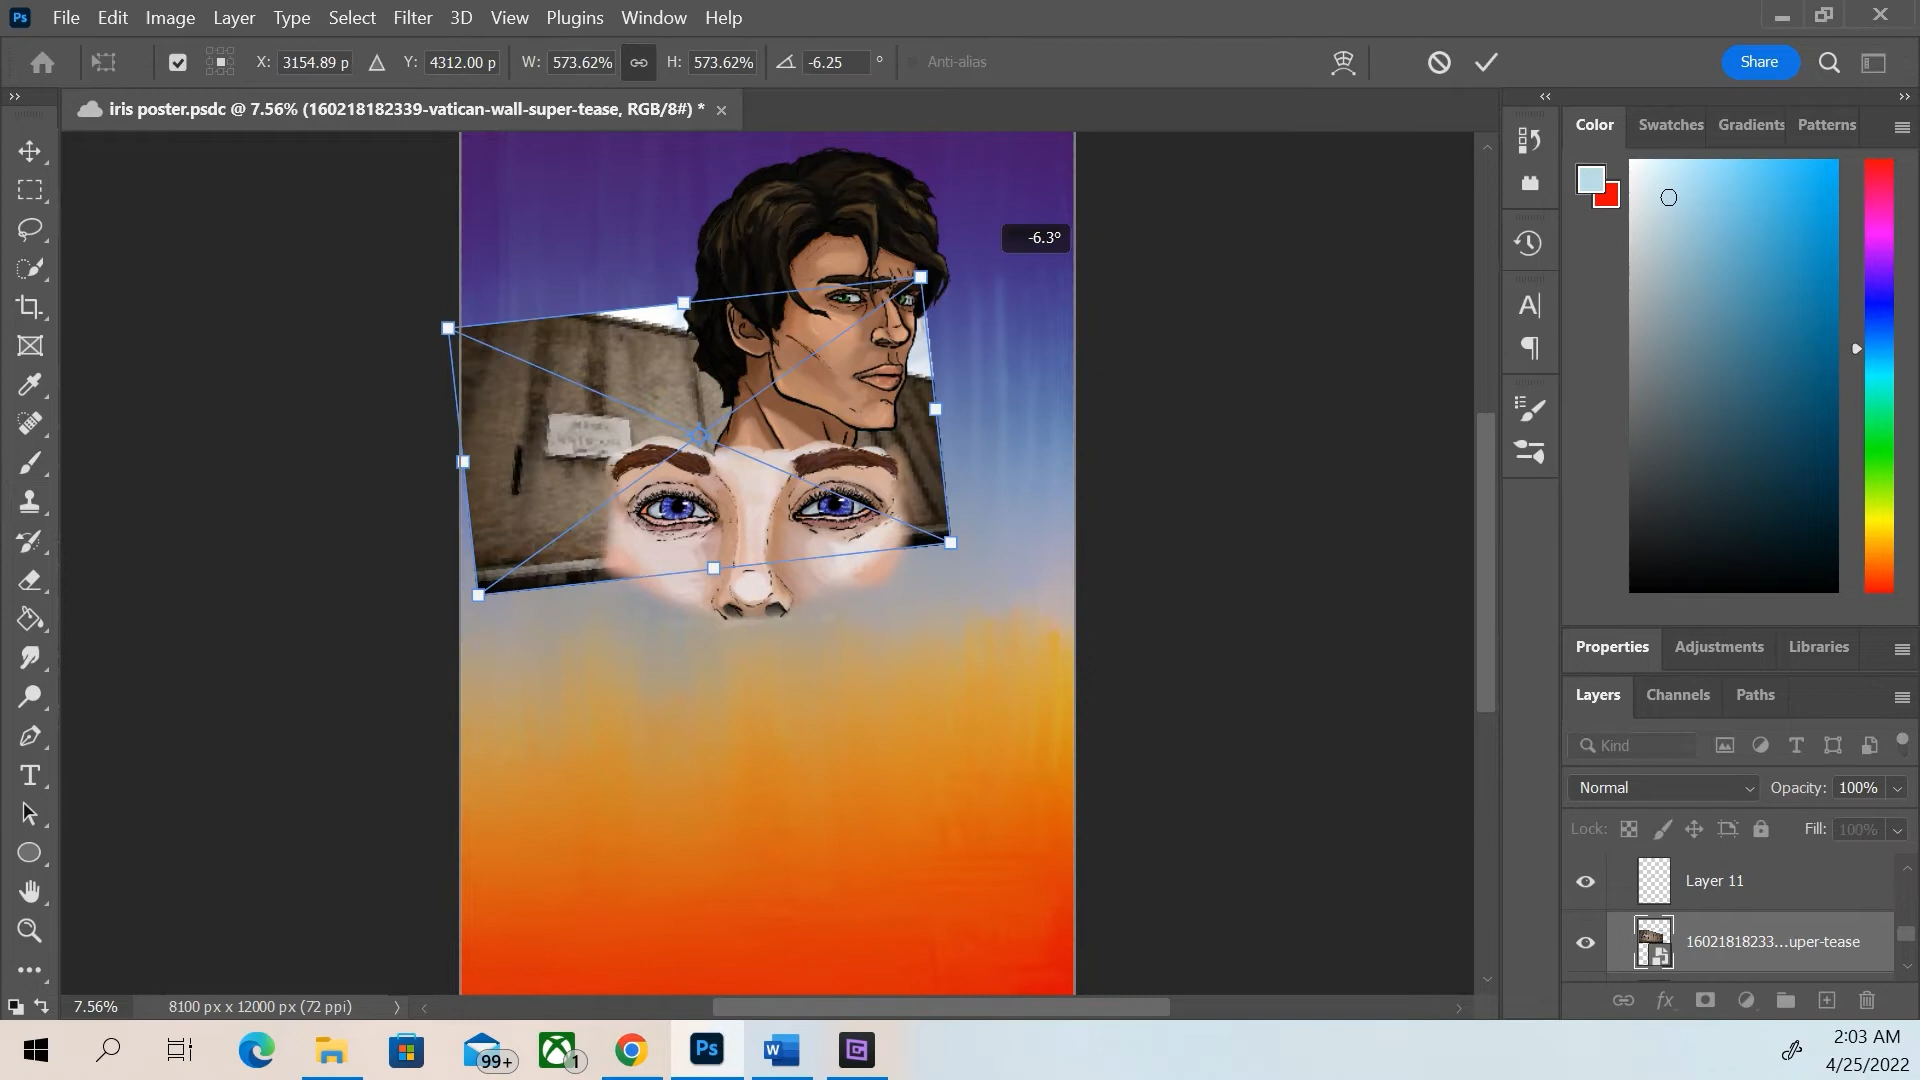 Ps File Edit Image Layer Type Select Filter 3D View Plugins Window Help
X: 3154.89 p Y: 4312.00 p W: 573.62% H: 573.62% -6.25 ° Anti-alias Share
iris poster.psdc @ 7.56% (160218182339-vatican-wall-super-tease, RGB/8#) *
Color Swatches Gradients Patterns
-6.3°
Properties Adjustments Libraries
Layers Channels Paths
Kind
Normal Opacity: 100%
Lock: Fill: 100%
Layer 11
16021818233...uper-tease
fx
7.56% 8100 px x 12000 px (72 ppi)
99+ 1 Ps W
2:03 AM
4/25/2022